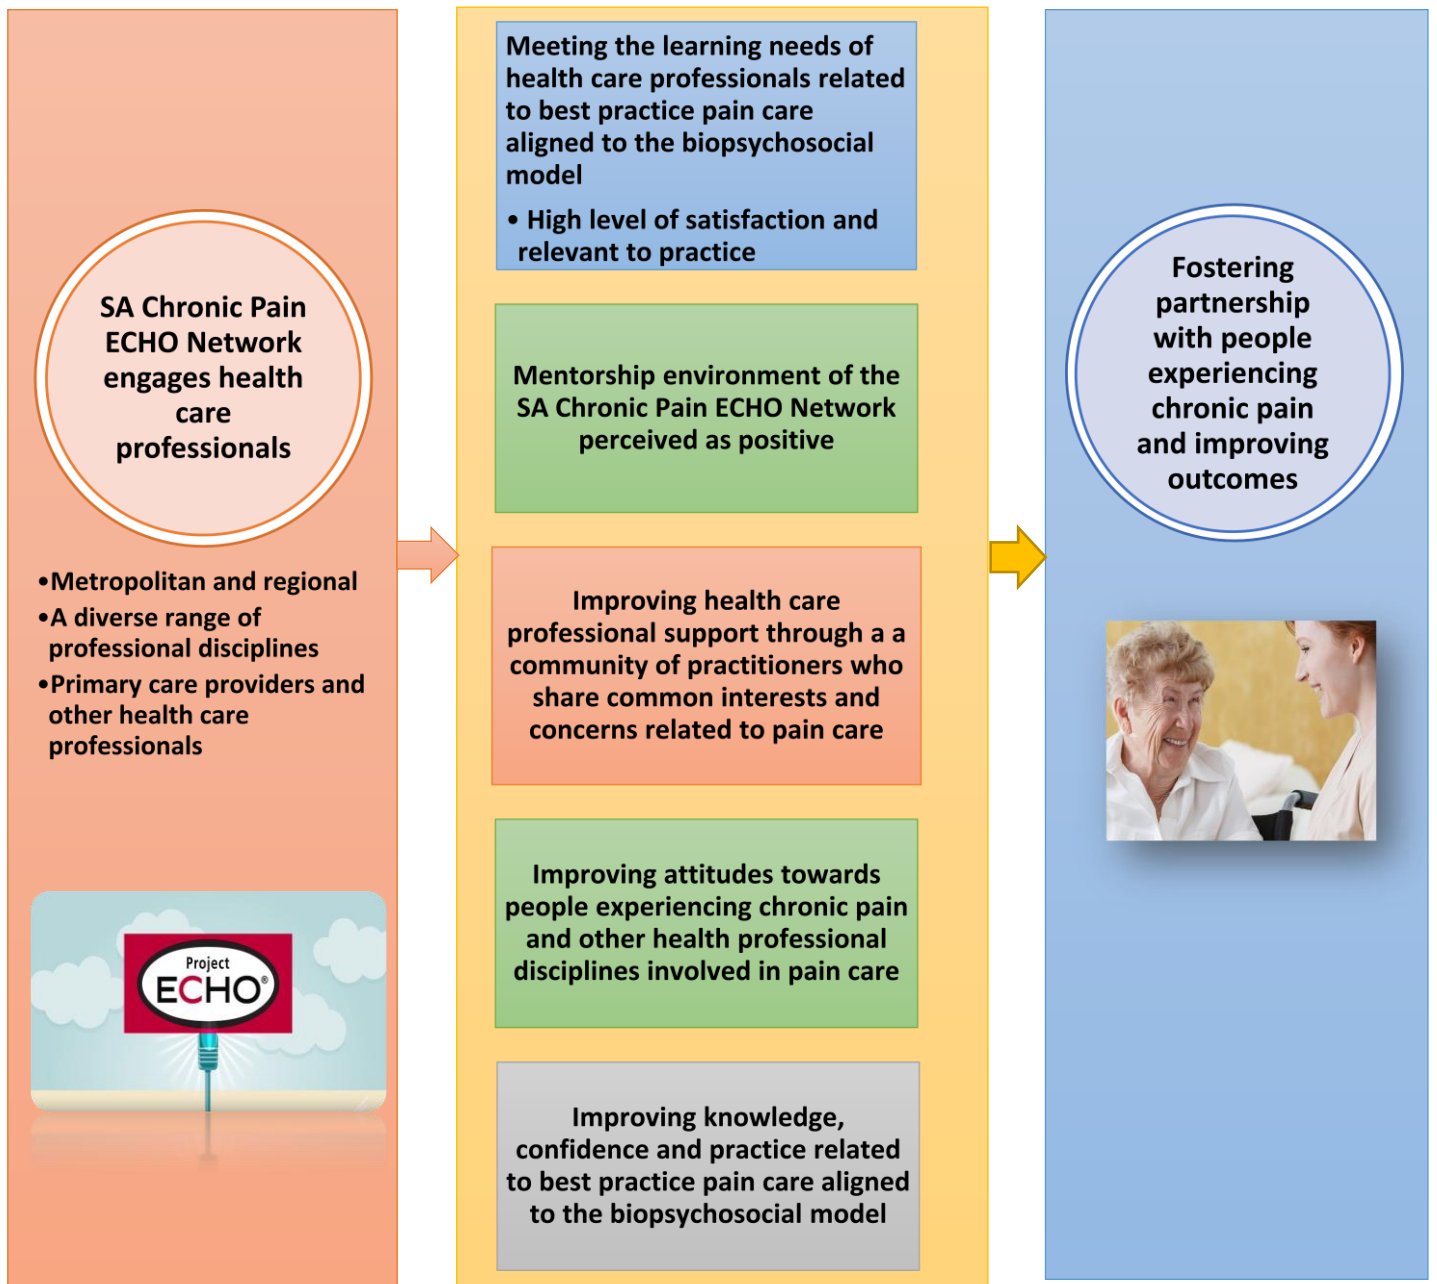 SA Chronic Pain
ECHO Network
engages health
care
professionals
•Metropolitan and regional
•A diverse range of
professional disciplines
•Primary care providers and
other health care
professionals
Project
ECHO®
Meeting the learning needs of
health care professionals related
to best practice pain care
aligned to the biopsychosocial
model
• High level of satisfaction and
relevant to practice
Mentorship environment of the
SA Chronic Pain ECHO Network
perceived as positive
Improving health care
professional support through a a
community of practitioners who
share common interests and
concerns related to pain care
Improving attitudes towards
people experiencing chronic pain
and other health professional
disciplines involved in pain care
Improving knowledge,
confidence and practice related
to best practice pain care aligned
to the biopsychosocial model
Fostering
partnership
with people
experiencing
chronic pain
and improving
outcomes